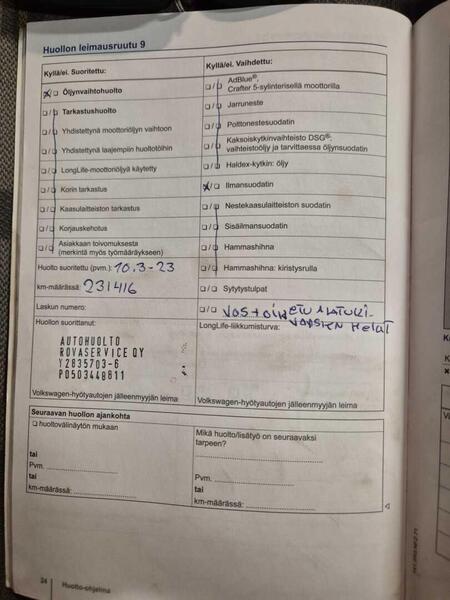 Huollon leimausruutu 9
Kyllä/ei. Suoritettu:
☒/☐ Öljynvaihtohuolto
☐/☐ Tarkastushuolto
☐/☐ Yhdistettynä moottoriöljyn vaihtoon
☐/☐ Yhdistettynä laajempiin huoltotöihin
☐/☐ LongLife-moottoriöljyä käytetty
☐/☐ Korin tarkastus
☐/☐ Kaasulaitteiston tarkastus
☐/☐ Korjauskehotus
☐/☐ Asiakkaan toivomuksesta
(merkintä myös työmääräykseen)
Huolto suoritettu (pvm.): 10.3-23
km-määrässä: 231416
Laskun numero:
Huollon suorittanut:
AUTOHUOLTO
ROVASERVICE OY
Y2835703-6
P0503448811
Volkswagen-hyötyautojen jälleenmyyjän leima
Kyllä/ei. Vaihdettu:
☐/☐ AdBlue®,
Crafter 5-sylinterisellä moottorilla
☐/☐ Jarruneste
☐/☐ Polttonestesuodatin
☐/☐ Kaksoiskytkinvaihteisto DSG®:
vaihteistoöljy ja tarvittaessa öljynsuodatin
☐/☐ Haldex-kytkin: öljy
☒/☐ Ilmansuodatin
☐/☐ Nestekaasulaitteiston suodatin
☐/☐ Sisäilmansuodatin
☐/☐ Hammashihna
☐/☐ Hammashihna: kiristysrulla
☐/☐ Sytytystulpat
☐/☐ ETU ALATUKI-
VARSIEN HELAT
LongLife-liikkumisturva:
Volkswagen-hyötyautojen jälleenmyyjän leima
Seuraavan huollon ajankohta
☐ huoltovälinäytön mukaan
tai
Pvm.
tai
km-määrässä:
Mikä huolto/lisätyö on seuraavaksi
tarpeen?
Pvm.
tai
km-määrässä:
24 Huolto-ohjelma